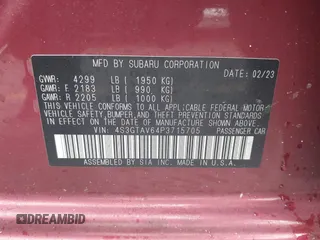 MFD. BY SUBARU CORPORATION
GVWR: 4299 LB ( 1950 KG) DATE: 02/23
GAWR: F 2183 LB ( 990 KG)
GAWR: R 2205 LB ( 1000 KG)
THIS VEHICLE CONFORMS TO ALL APPLICABLE
FEDERAL MOTOR
VEHICLE SAFETY, BUMPER, AND THEFT PREVENTION STANDARDS
IN EFFECT ON THE DATE OF MANUFACTURE SHOWN ABOVE.
VIN: 4S3GTAV64P3715705 PASSENGER CAR
ASSEMBLED BY SIA INC. IN U.S.A.
DREAMBID